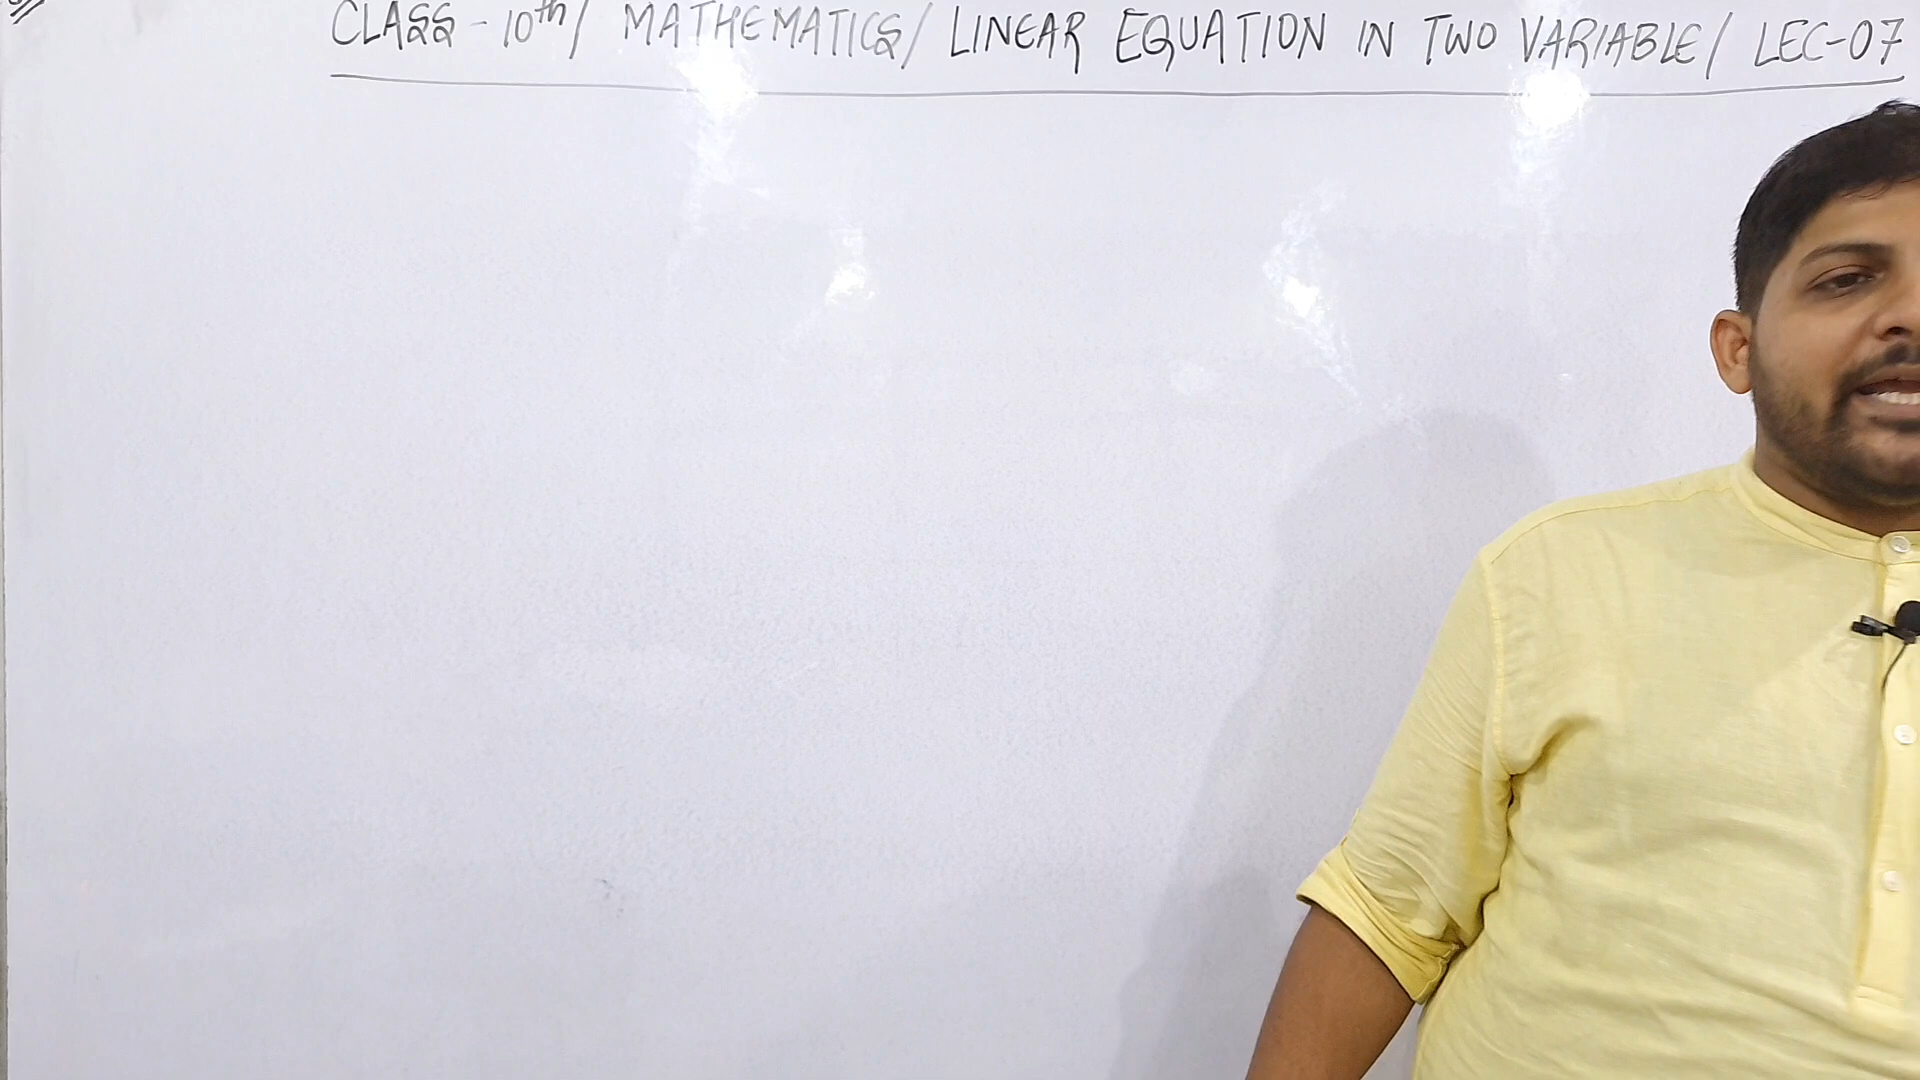 CLASS - 10th / MATHEMATICS / LINEAR EQUATION IN TWO VARIABLE / LEC-07